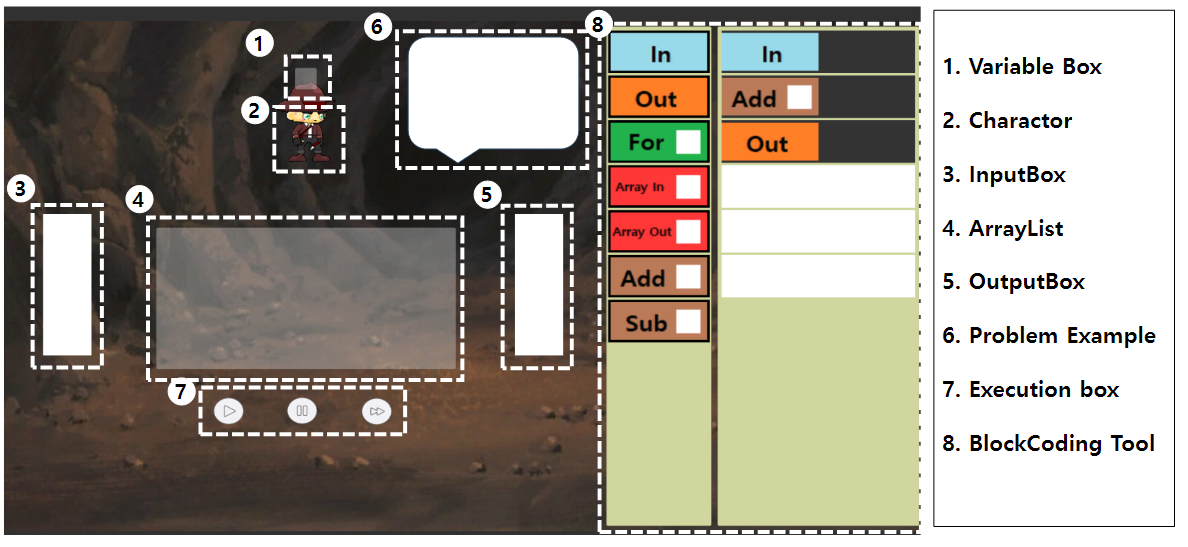 1
2
3
4
5
6
7
8
In
Out
For
Array In
Array Out
Add
Sub
In
Add
Out
1. Variable Box
2. Charactor
3. InputBox
4. ArrayList
5. OutputBox
6. Problem Example
7. Execution box
8. BlockCoding Tool